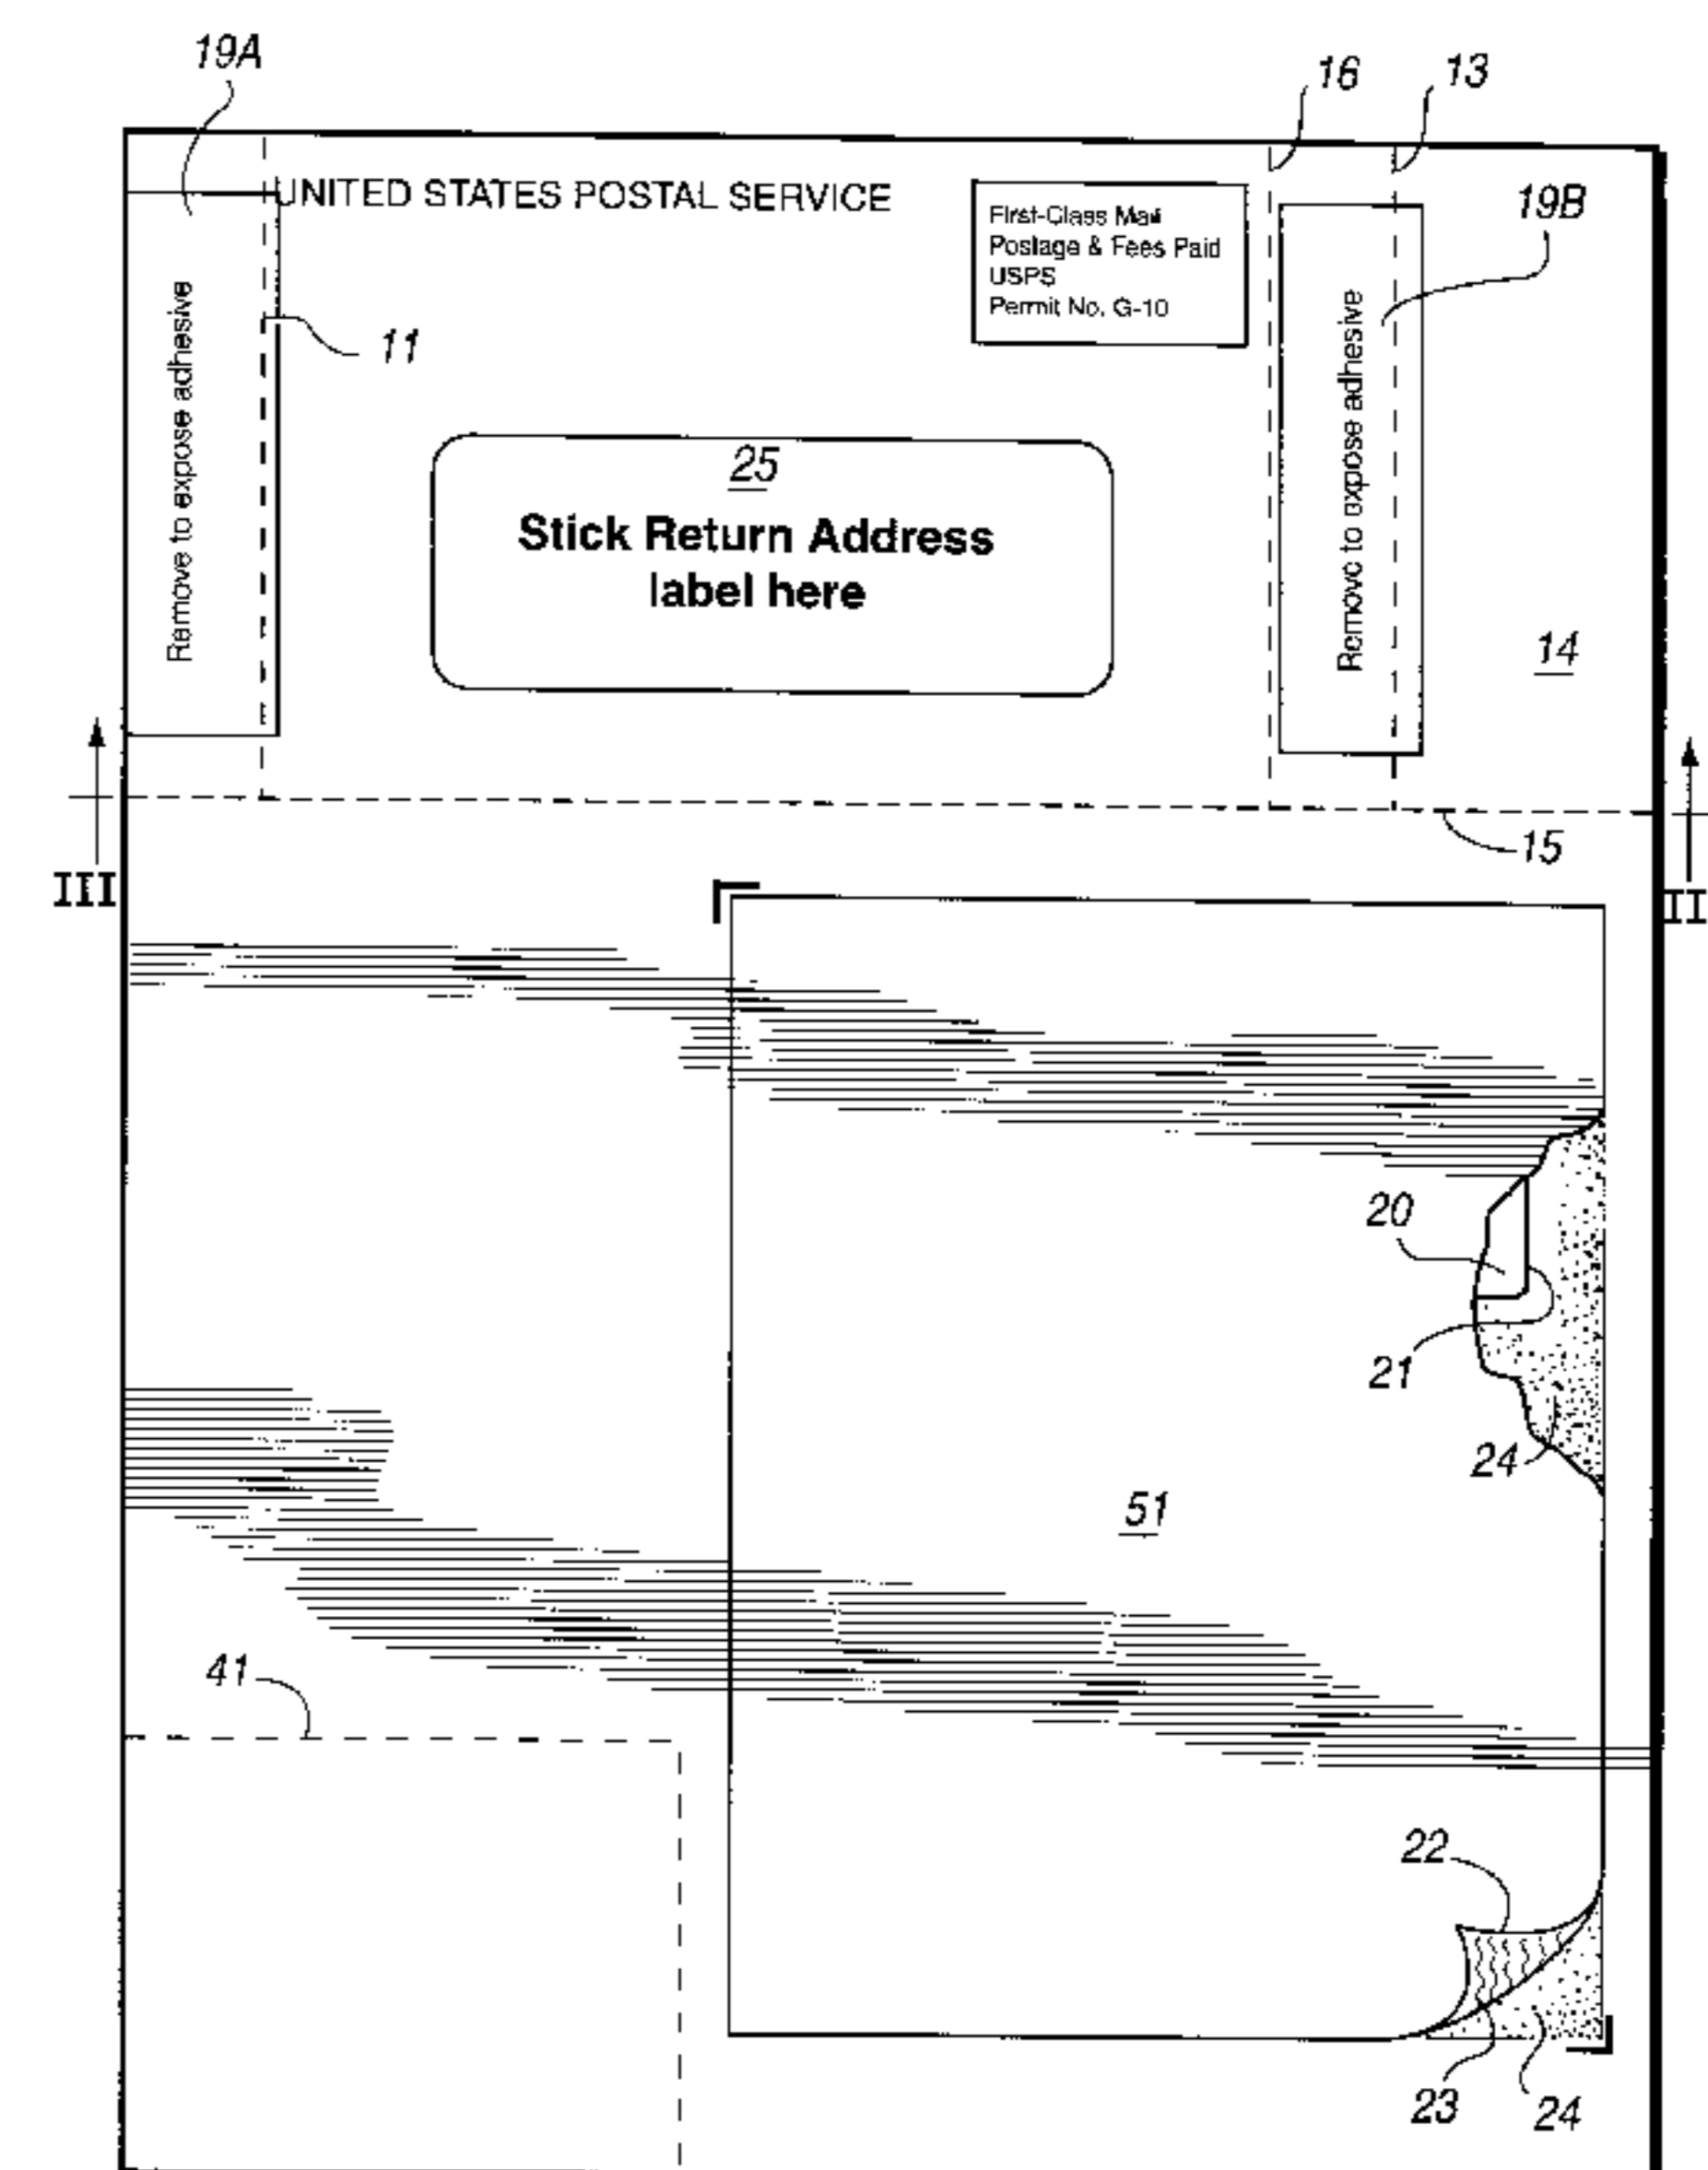 19A
16
13
UNITED STATES POSTAL SERVICE
First-Class Mail
Postage & Fees Paid
USPS
Permit No. G-10
19B
Remove to expose adhesive
11
Remove to expose adhesive
25
Stick Return Address
label here
14
15
III
II
20
21
24
51
41
22
23
24